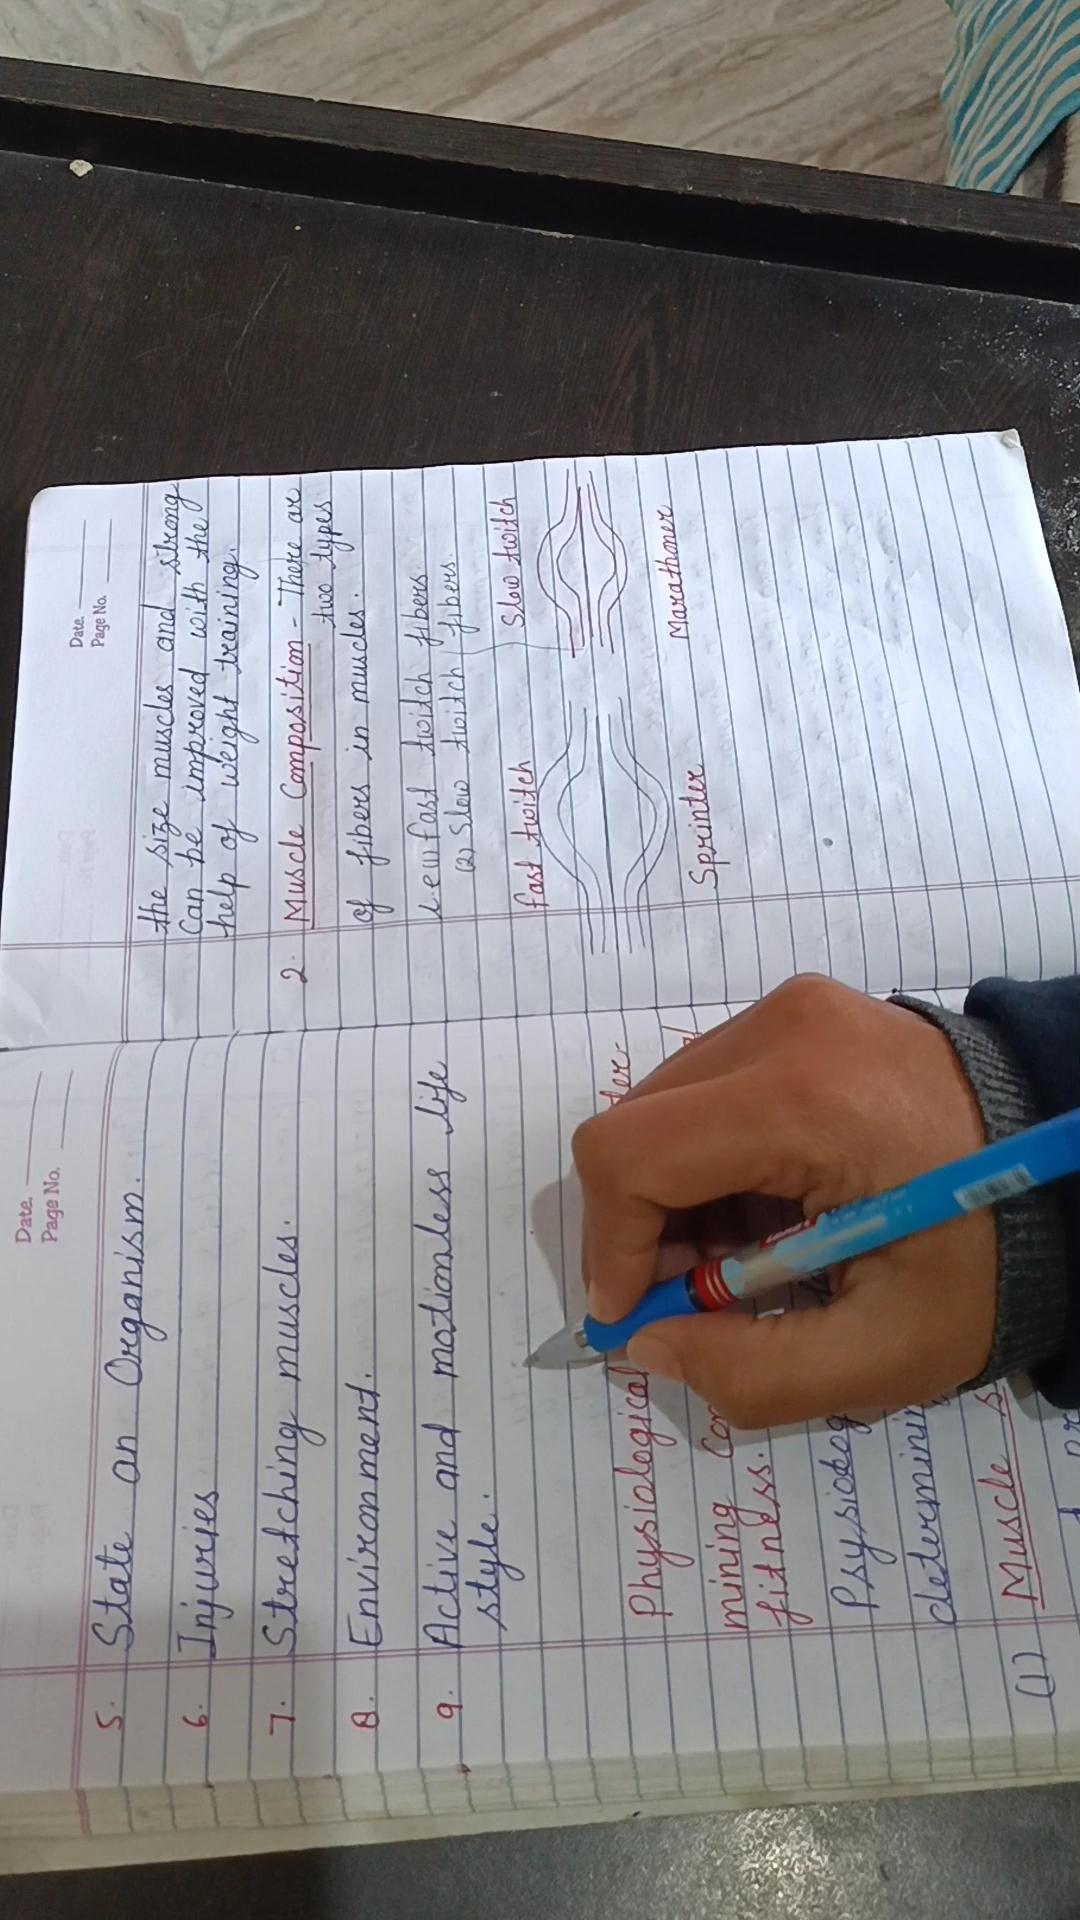 Date.
Page No.
5. State an Organism.
6. Injuries
7. Stretching muscles.
8. Environment.
9. Active and motionless life
style.
Physiological
mining
fitness.
(1) Muscle
Date.
Page No.
the size muscles and strong
Can be improved with the
help of weight training.
2. Muscle Composition - There are
two types
of fibers in muscles.
fast twitch fibers.
(2) Slow twitch fibers.
fast twitch Slow twitch
Sprinter Marathoner